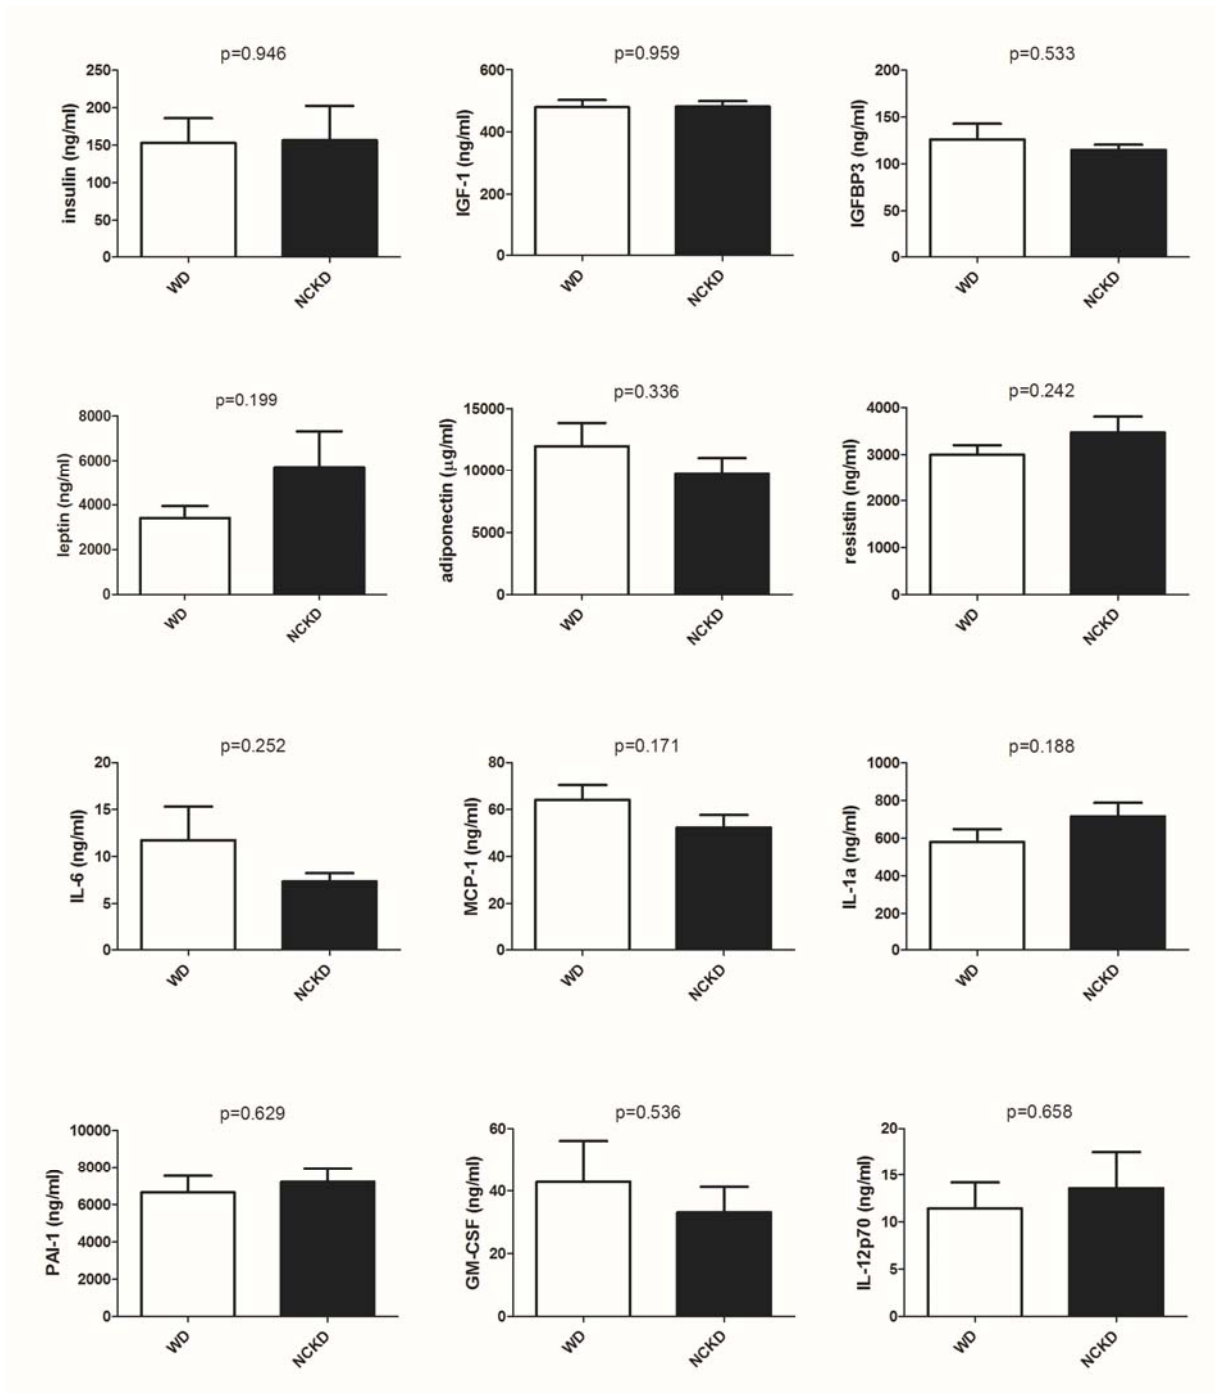 p=0.946
insulin (ng/ml)
250
200
150
100
50
0
WD
NCKD
p=0.959
IGF-1 (ng/ml)
600
400
200
0
WD
NCKD
p=0.533
IGFBP3 (ng/ml)
200
150
100
50
0
WD
NCKD
p=0.199
leptin (ng/ml)
8000
6000
4000
2000
0
WD
NCKD
p=0.336
adiponectin (µg/ml)
15000
10000
5000
0
WD
NCKD
p=0.242
resistin (ng/ml)
4000
3000
2000
1000
0
WD
NCKD
p=0.252
IL-6 (ng/ml)
20
15
10
5
0
WD
NCKD
p=0.171
MCP-1 (ng/ml)
80
60
40
20
0
WD
NCKD
p=0.188
IL-1a (ng/ml)
1000
800
600
400
200
0
WD
NCKD
p=0.629
PAI-1 (ng/ml)
10000
8000
6000
4000
2000
0
WD
NCKD
p=0.536
GM-CSF (ng/ml)
60
40
20
0
WD
NCKD
p=0.658
IL-12p70 (ng/ml)
20
15
10
5
0
WD
NCKD